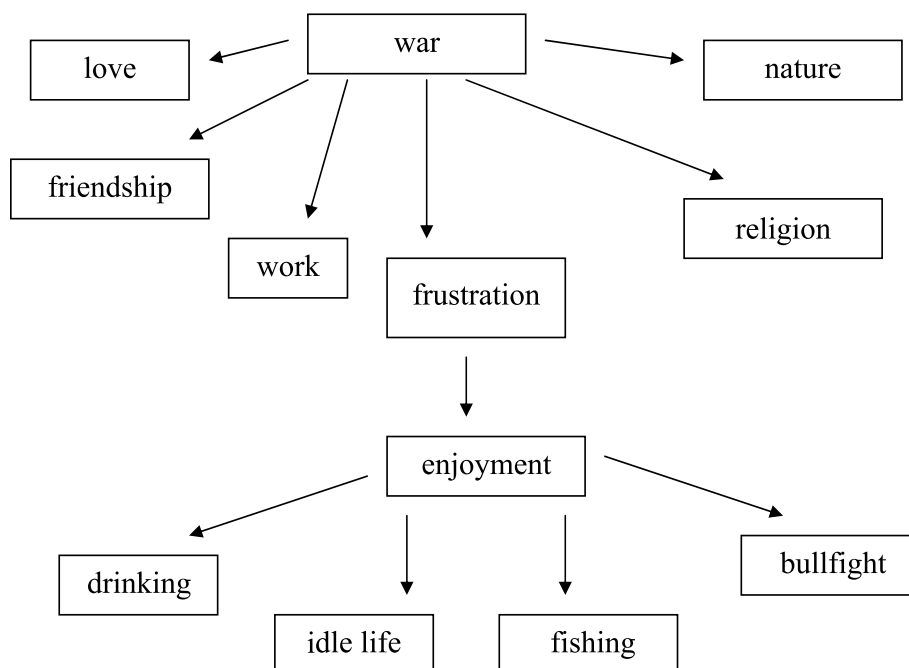 war
love
nature
friendship
religion
work
frustration
enjoyment
bullfight
drinking
idle life
fishing